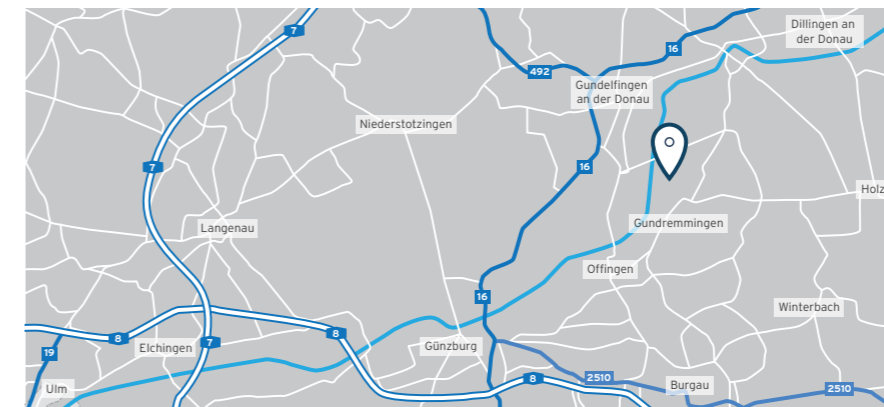 7
Dillingen an
der Donau
16
492
Gundelfingen
an der Donau
Niederstotzingen
7
16
Holz
Gundremmingen
Langenau
Offingen
16
Winterbach
8
8
7
Elchingen
Günzburg
19
8
2510
Burgau
2510
Ulm